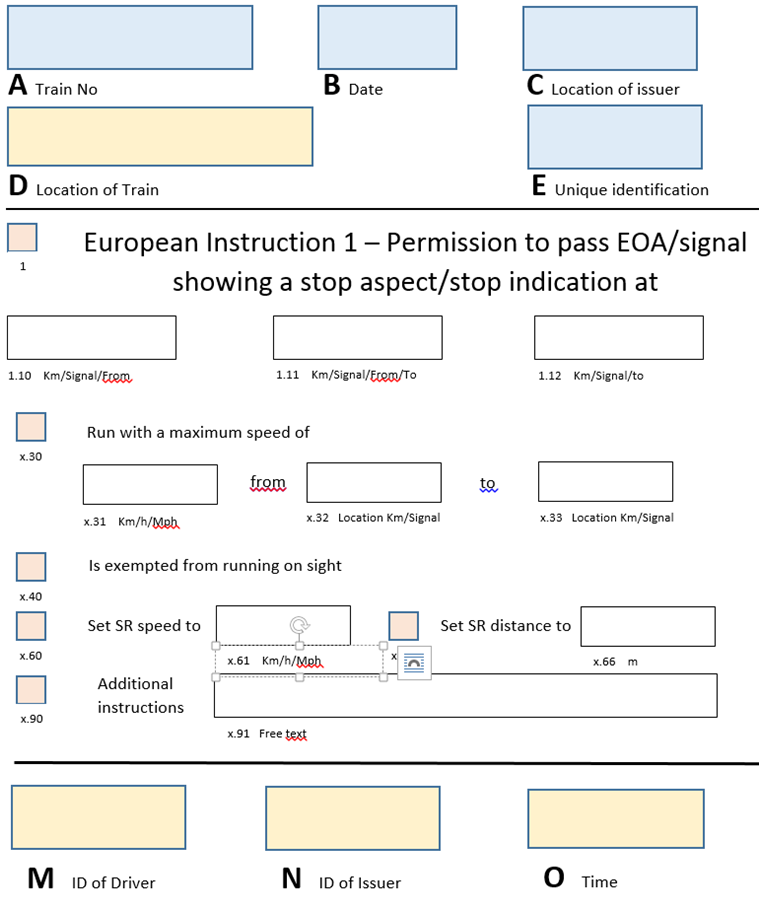 A Train No
B Date
C Location of issuer
D Location of Train
E Unique identification
1
European Instruction 1 – Permission to pass EOA/signal
showing a stop aspect/stop indication at
1.10 Km/Signal/From
1.11 Km/Signal/From/To
1.12 Km/Signal/to
Run with a maximum speed of
x.30
from
to
x.31 Km/h/Mph
x.32 Location Km/Signal
x.33 Location Km/Signal
Is exempted from running on sight
x.40
Set SR speed to
Set SR distance to
x.60
x.61 Km/h/Mph
x.66 m
Additional
instructions
x.90
x.91 Free text
M ID of Driver
N ID of Issuer
O Time